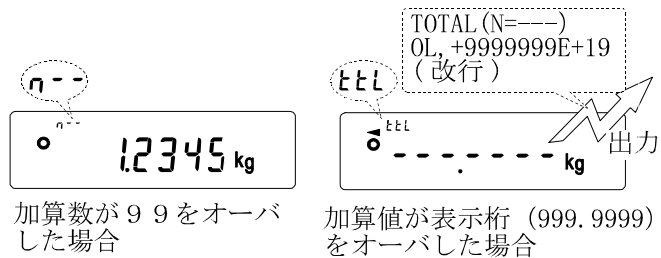 n--
n--
1.2345 kg
加算数が９９をオーバ
した場合
TOTAL(N=---)
OL,+9999999E+19
(改行)
ttL
ttL
---.---- kg
出力
加算値が表示桁 (999.9999)
をオーバした場合